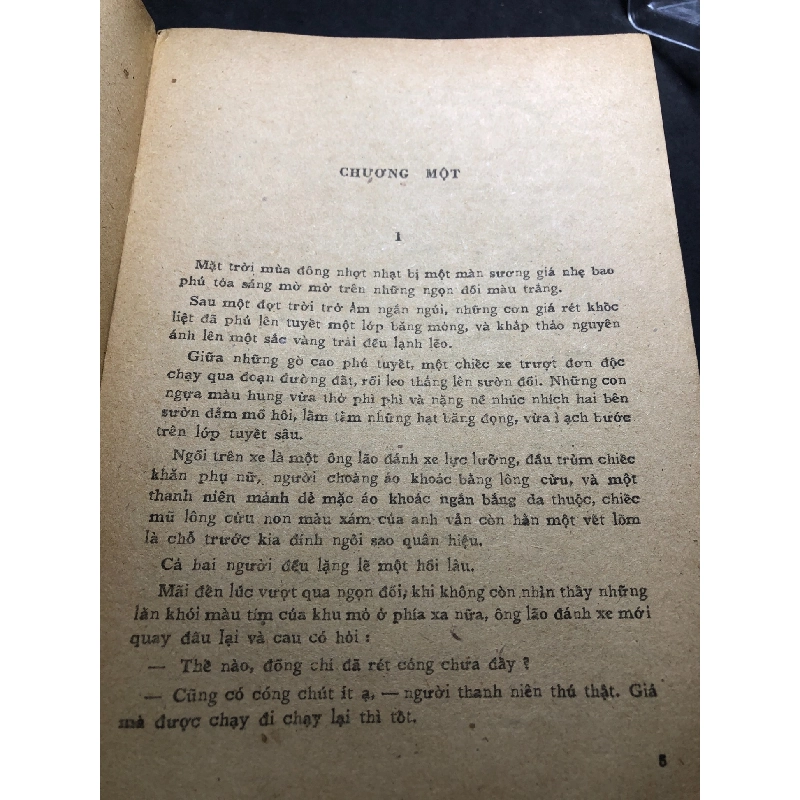 CHƯƠNG MỘT
1
Mặt trời mùa đông nhợt nhạt bị một màn sương giá nhẹ bao
phủ tỏa sáng mờ mờ trên những ngọn đồi màu trắng.
Sau một đợt trời trở ấm ngắn ngủi, những cơn giá rét khốc
liệt đã phủ lên tuyết một lớp băng mỏng, và khắp thảo nguyên
ánh lên một sắc vàng trải đều lạnh lẽo.
Giữa những gò cao phủ tuyết, một chiếc xe trượt đơn độc
chạy qua đoạn đường đất, rồi leo thẳng lên sườn đồi. Những con
ngựa màu hung vừa thở phì phì và nặng nề nhúc nhích hai bên
sườn đẫm mồ hôi, lấm tấm những hạt băng đọng, vừa ì ạch bước
trên lớp tuyết sâu.
Ngồi trên xe là một ông lão đánh xe lực lưỡng, đầu trùm chiếc
khăn phụ nữ, người choàng áo khoác bằng lông cừu, và một
thanh niên mảnh dẻ mặc áo khoác ngắn bằng da thuộc, chiếc
mũ lông cừu non màu xám của anh vẫn còn hằn một vết lõm
là chỗ trước kia đính ngôi sao quân hiệu.
Cả hai người đều lặng lẽ một hồi lâu.
Mãi đến lúc vượt qua ngọn đồi, khi không còn nhìn thấy những
làn khói màu tím của khu mỏ ở phía xa nữa, ông lão đánh xe mới
quay đầu lại và cau có hỏi :
— Thế nào, đồng chí đã rét cóng chưa đấy ?
— Cũng có cóng chút ít ạ, — người thanh niên thú thật. Giá
mà được chạy đi chạy lại thì tốt.
5